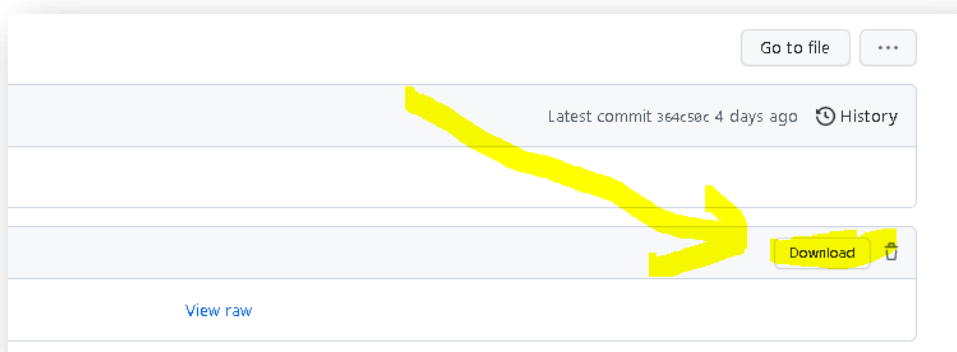 Go to file ...
Latest commit 364c50c 4 days ago History
Download
View raw